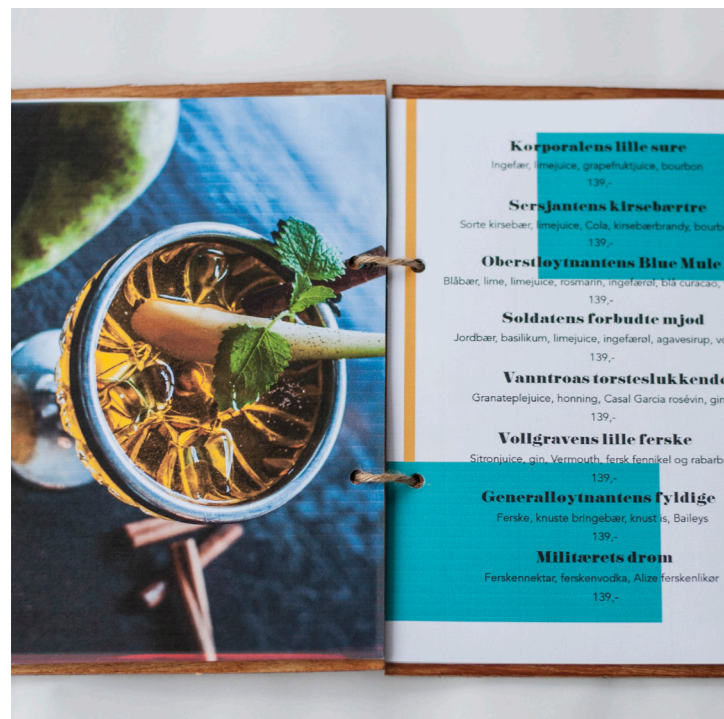 Korporalens lille sure
Ingefær, limejuice, grapefruktjuice, bourbon
139,-
Sersjantens kirsebærtre
Sorte kirsebær, limejuice, Cola, kirsebærbrandy, bourb
139,-
Oberstløytnantens Blue Mule
Blåbær, lime, limejuice, rosmarin, ingefærøl, blå curacao,
139,-
Soldatens forbudte mjød
Jordbær, basilikum, limejuice, ingefærøl, agavesirup,
139,-
Vanntroas tørsteslukkend
Granateplejuice, honning, Casal Garcia rosévin, gin
139,-
Vollgravens lille ferske
Sitronjuice, gin, Vermouth, fersk fennikel og rabarb
139,-
Generalløytnantens fyldige
Ferske, knuste bringebær, knust is, Baileys
139,-
Militærets drøm
Ferskennektar, ferskenvodka, Alize ferskenlikør
139,-